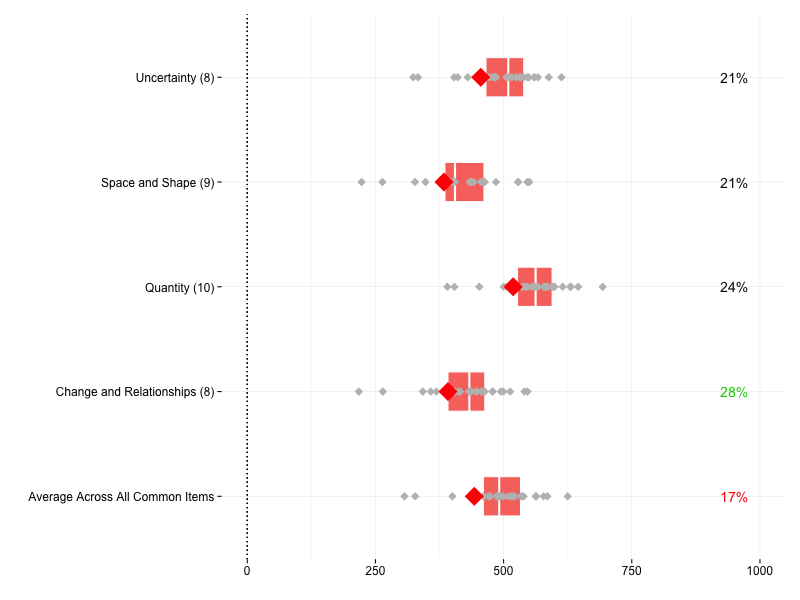 Uncertainty (8)
21%
Space and Shape (9)
21%
Quantity (10)
24%
Change and Relationships (8)
28%
Average Across All Common Items
17%
0
250
500
750
1000